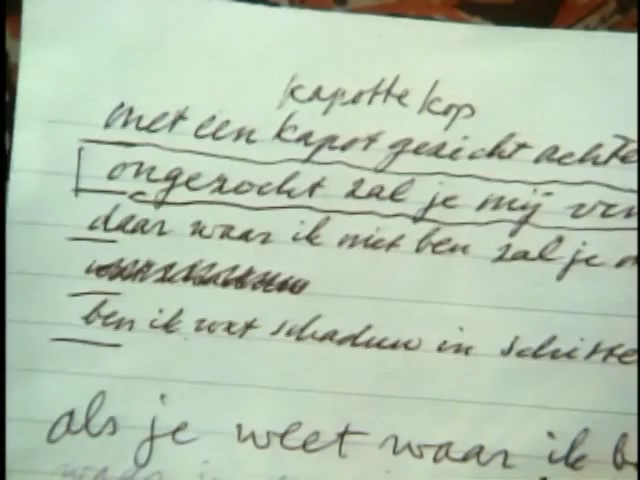 kapotte kop
met een kapot gezicht achte
ongezocht zal je mij vin
daar waar ik niet ben zal je m
ben ik wat schaduw in schitte
als je weet waar ik b